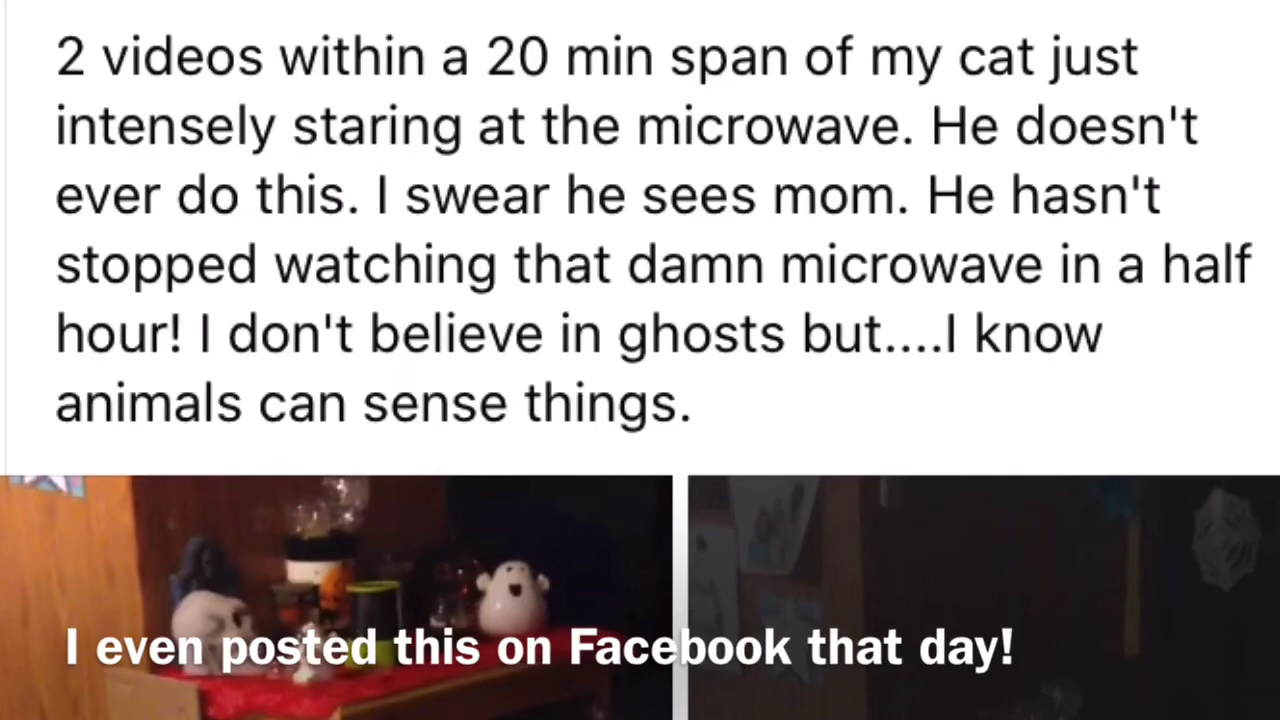 2 videos within a 20 min span of my cat just
intensely staring at the microwave. He doesn't
ever do this. I swear he sees mom. He hasn't
stopped watching that damn microwave in a half
hour! I don't believe in ghosts but....I know
animals can sense things.
I even posted this on Facebook that day!